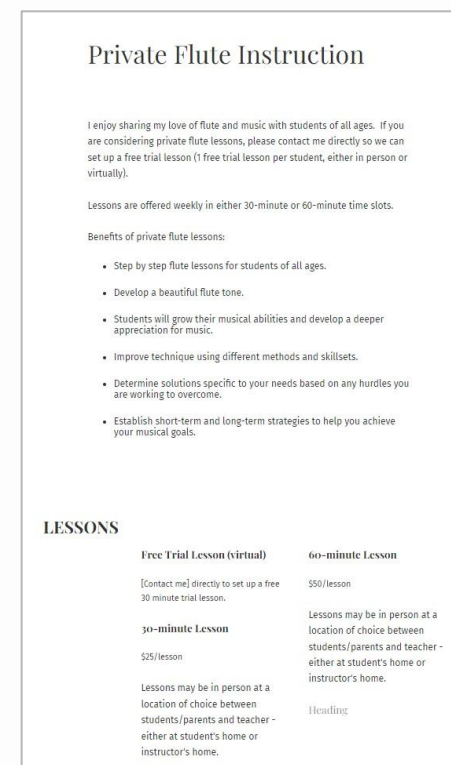 Private Flute Instruction
I enjoy sharing my love of flute and music with students of all ages.  If you
are considering private flute lessons, please contact me directly so we can
set up a free trial lesson (1 free trial lesson per student, either in person or
virtually).
Lessons are offered weekly in either 30-minute or 60-minute time slots.
Benefits of private flute lessons:
• Step by step flute lessons for students of all ages.
• Develop a beautiful flute tone.
• Students will grow their musical abilities and develop a deeper
appreciation for music.
• Improve technique using different methods and skillsets.
• Determine solutions specific to your needs based on any hurdles you
are working to overcome.
• Establish short-term and long-term strategies to help you achieve
your musical goals.
LESSONS
Free Trial Lesson (virtual)
[Contact me] directly to set up a free
30 minute trial lesson.
30-minute Lesson
$25/lesson
Lessons may be in person at a
location of choice between
students/parents and teacher -
either at student's home or
instructor's home.
60-minute Lesson
$50/lesson
Lessons may be in person at a
location of choice between
students/parents and teacher -
either at student's home or
instructor's home.
Heading